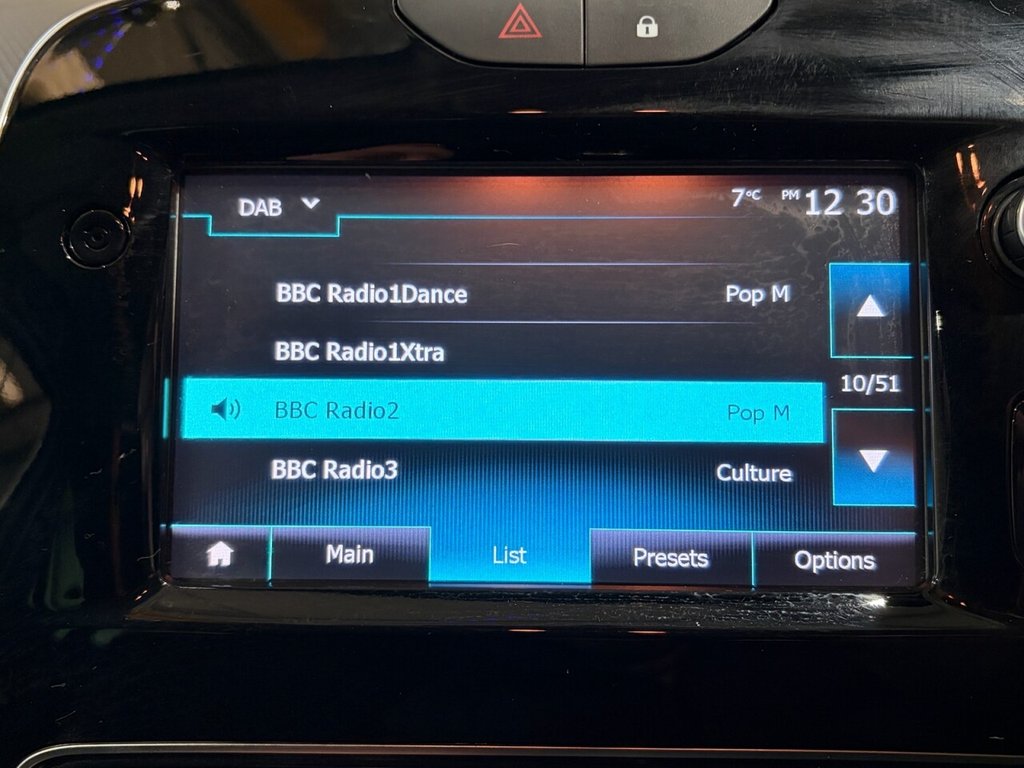 DAB 7°C PM 12 30
BBC Radio1Dance Pop M
BBC Radio1Xtra
10/51
BBC Radio2 Pop M
BBC Radio3 Culture
Main List Presets Options